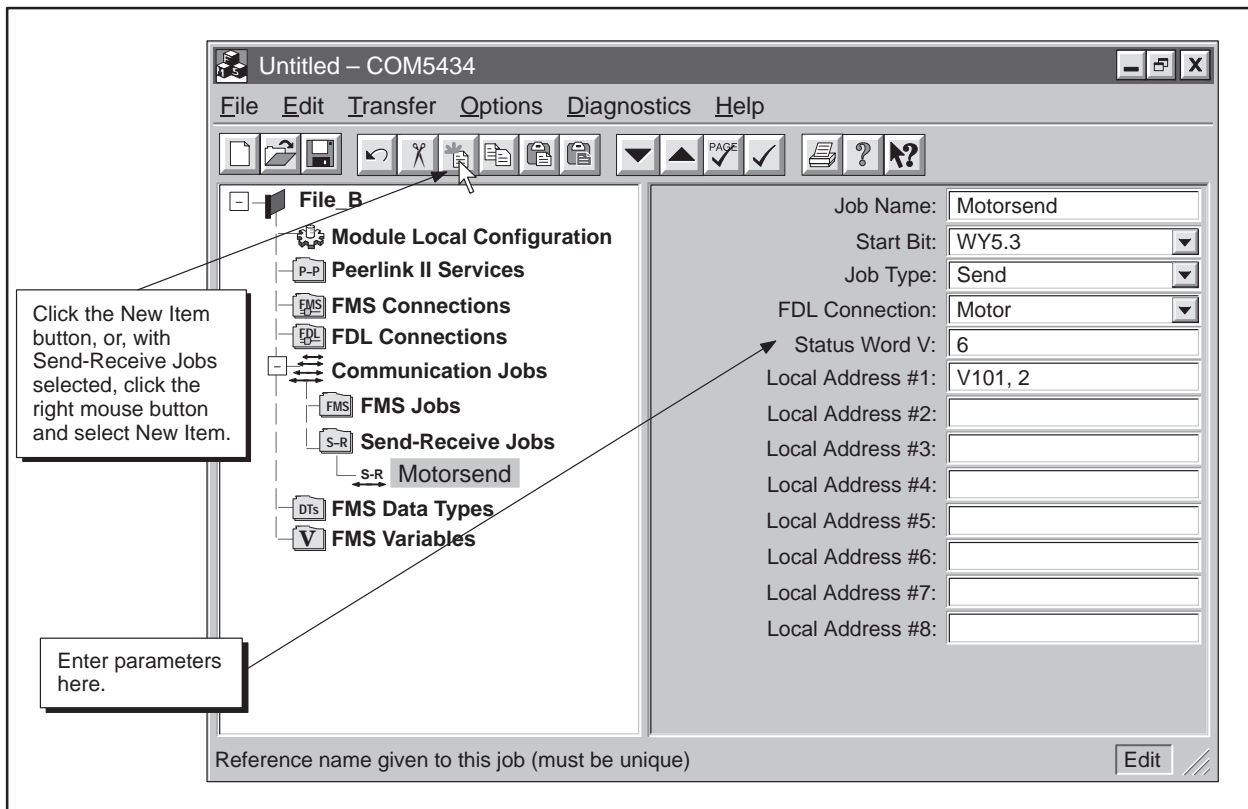 Untitled – COM5434
File Edit Transfer Options Diagnostics Help
PAGE
File_B
Module Local Configuration
P–P Peerlink II Services
FMS FMS Connections
FDL FDL Connections
Communication Jobs
FMS FMS Jobs
S–R Send-Receive Jobs
S-R Motorsend
DTs FMS Data Types
V FMS Variables
Job Name: Motorsend
Start Bit: WY5.3
Job Type: Send
FDL Connection: Motor
Status Word V: 6
Local Address #1: V101, 2
Local Address #2:
Local Address #3:
Local Address #4:
Local Address #5:
Local Address #6:
Local Address #7:
Local Address #8:
Click the New Item
button, or, with
Send-Receive Jobs
selected, click the
right mouse button
and select New Item.
Enter parameters
here.
Reference name given to this job (must be unique)
Edit